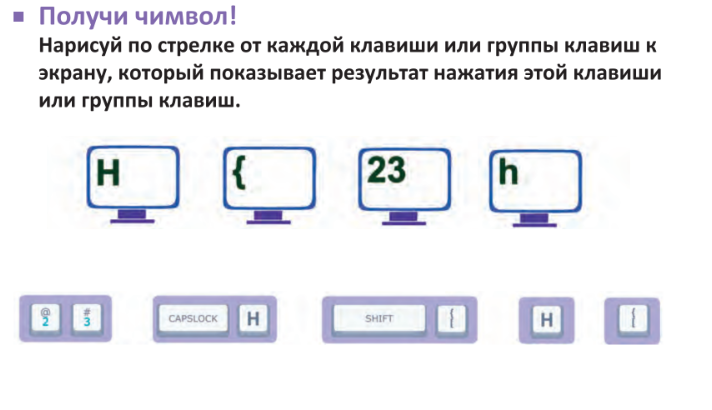 Получи чимвол!
Нарисуй по стрелке от каждой клавиши или группы клавиш к
экрану, который показывает результат нажатия этой клавиши
или группы клавиш.
H { 23 h
@ #
2 3 CAPSLOCK H SHIFT { H [